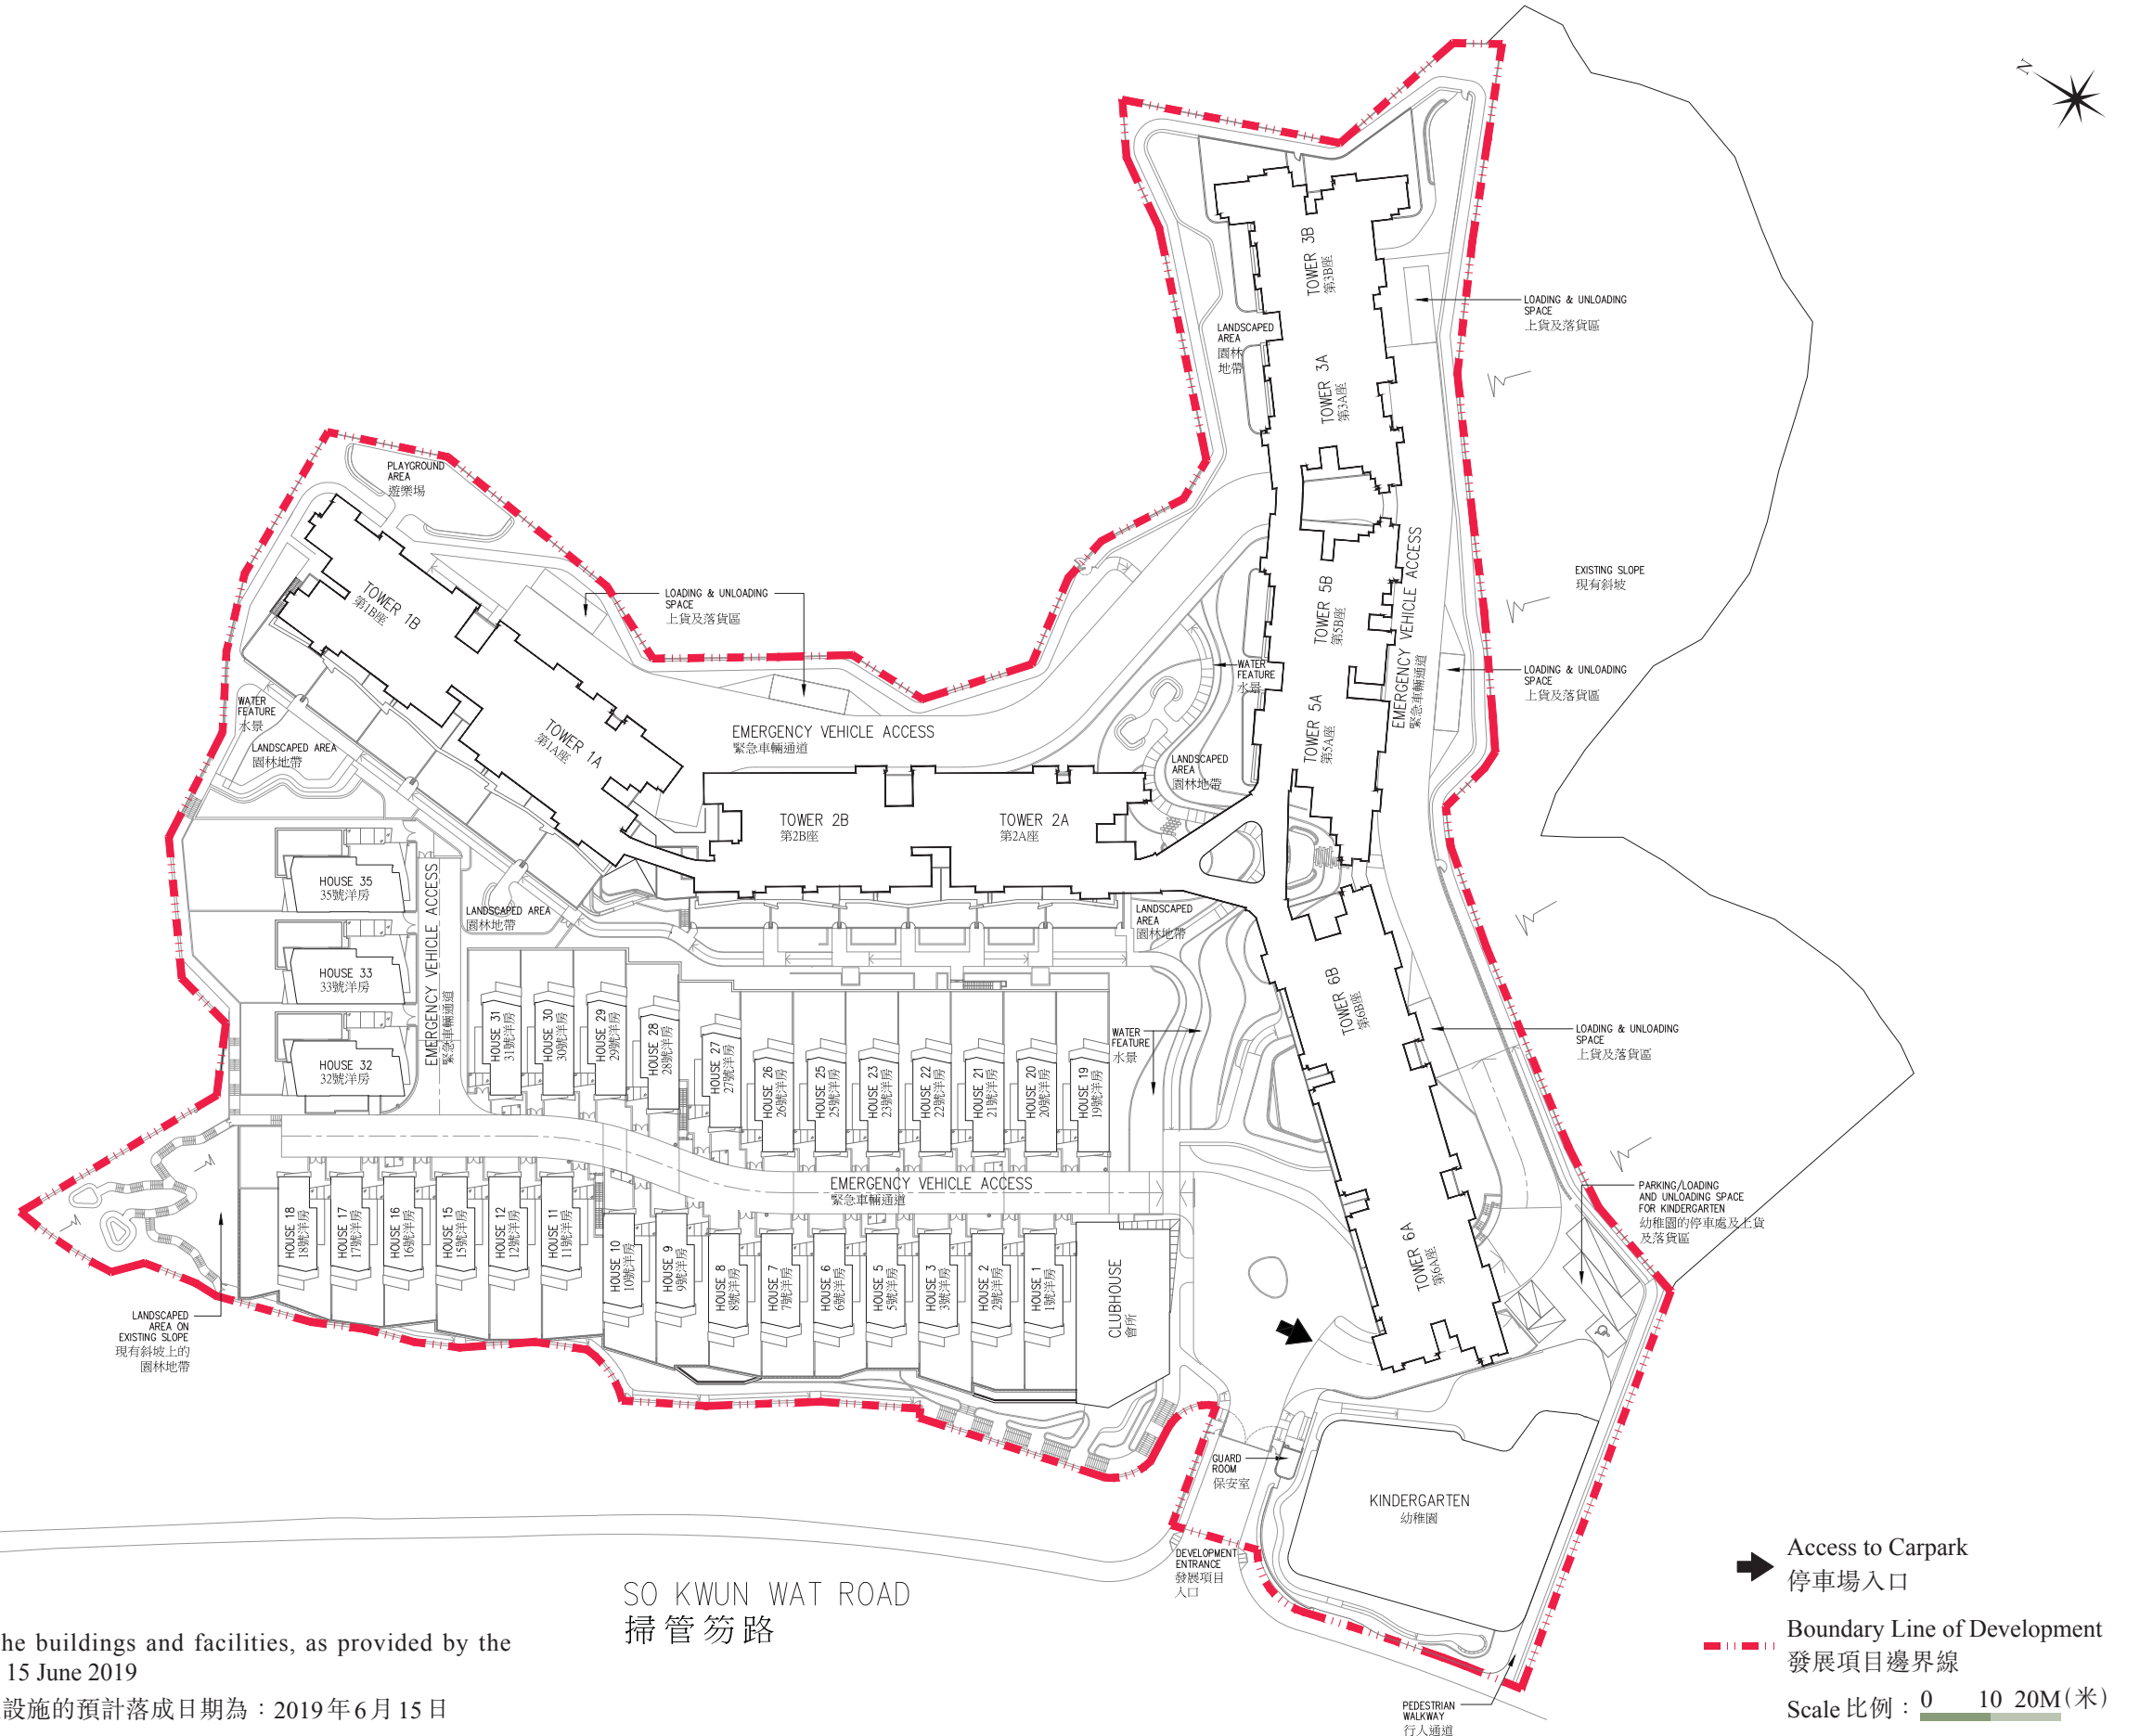 N
TOWER 3B
第3B座
LOADING & UNLOADING
SPACE
上貨及落貨區
LANDSCAPED
AREA
園林
地帶
TOWER 3A
第3A座
PLAYGROUND
AREA
遊樂場
EMERGENCY VEHICLE ACCESS
緊急車輛通道
EXISTING SLOPE
現有斜坡
TOWER 1B
第1B座
LOADING & UNLOADING
SPACE
上貨及落貨區
TOWER 5B
第5B座
WATER
FEATURE
水景
LOADING & UNLOADING
SPACE
上貨及落貨區
WATER
FEATURE
水景
TOWER 5A
第5A座
TOWER 1A
第1A座
EMERGENCY VEHICLE ACCESS
緊急車輛通道
LANDSCAPED AREA
園林地帶
LANDSCAPED
AREA
園林地帶
TOWER 2B
第2B座
TOWER 2A
第2A座
HOUSE 35
35號洋房
EMERGENCY VEHICLE ACCESS
緊急車輛通道
LANDSCAPED AREA
園林地帶
LANDSCAPED
AREA
園林地帶
HOUSE 33
33號洋房
TOWER 6B
第6B座
HOUSE 32
32號洋房
HOUSE 31
31號洋房
HOUSE 30
30號洋房
HOUSE 29
29號洋房
HOUSE 28
28號洋房
HOUSE 27
27號洋房
HOUSE 26
26號洋房
HOUSE 25
25號洋房
HOUSE 23
23號洋房
HOUSE 22
22號洋房
HOUSE 21
21號洋房
HOUSE 20
20號洋房
HOUSE 19
19號洋房
WATER
FEATURE
水景
LOADING & UNLOADING
SPACE
上貨及落貨區
EMERGENCY VEHICLE ACCESS
緊急車輛通道
PARKING/LOADING
AND UNLOADING SPACE
FOR KINDERGARTEN
幼稚園的停車處及上貨
及落貨區
HOUSE 18
18號洋房
HOUSE 17
17號洋房
HOUSE 16
16號洋房
HOUSE 15
15號洋房
HOUSE 12
12號洋房
HOUSE 11
11號洋房
HOUSE 10
10號洋房
HOUSE 9
9號洋房
HOUSE 8
8號洋房
HOUSE 7
7號洋房
HOUSE 6
6號洋房
HOUSE 5
5號洋房
HOUSE 3
3號洋房
HOUSE 2
2號洋房
HOUSE 1
1號洋房
CLUBHOUSE
會所
TOWER 6A
第6A座
LANDSCAPED
AREA ON
EXISTING SLOPE
現有斜坡上的
園林地帶
GUARD
ROOM
保安室
KINDERGARTEN
幼稚園
DEVELOPMENT
ENTRANCE
發展項目
入口
SO KWUN WAT ROAD
掃管笏路
PEDESTRIAN
WALKWAY
行人通道
Access to Carpark
停車場入口
Boundary Line of Development
發展項目邊界線
Scale 比例： 0 10 20M(米)
he buildings and facilities, as provided by the
15 June 2019
設施的預計落成日期為：2019年6月15日